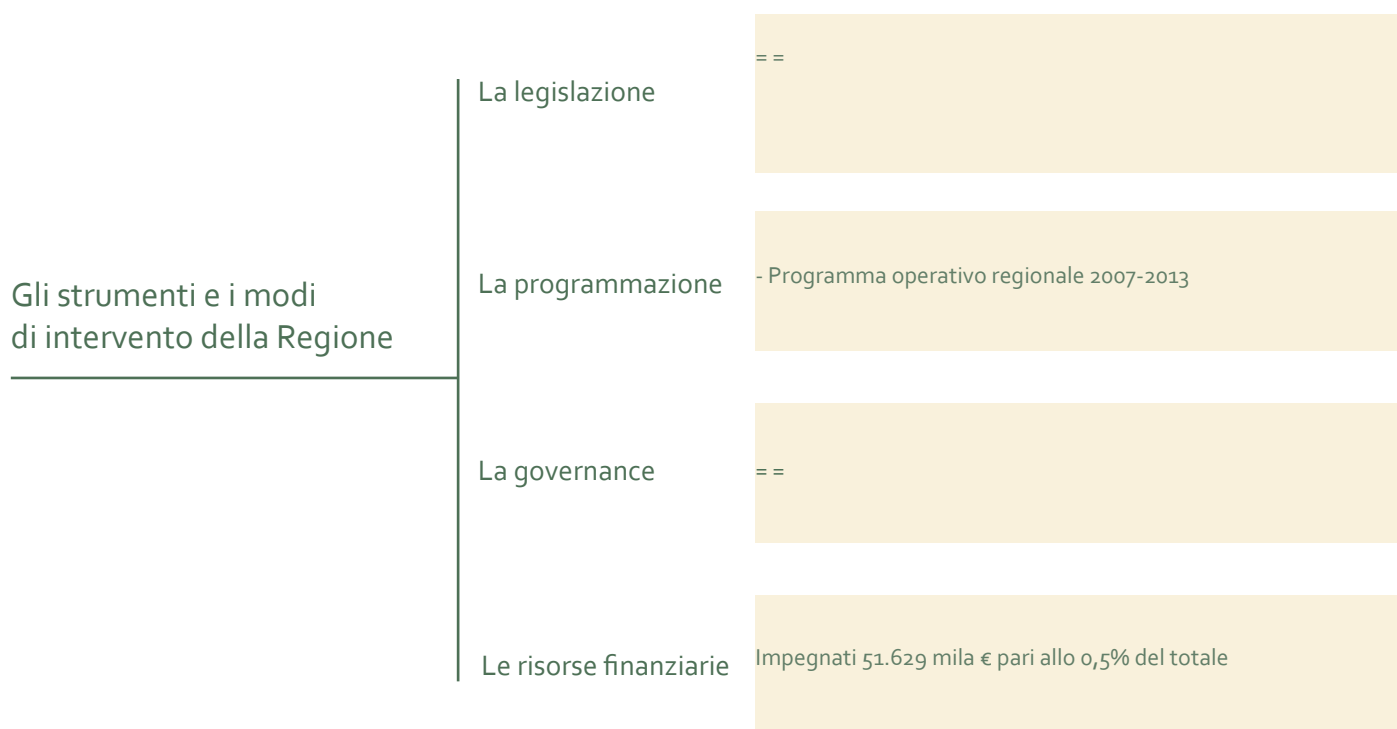 = =
La legislazione
Gli strumenti e i modi
di intervento della Regione
La programmazione
- Programma operativo regionale 2007-2013
La governance
= =
Le risorse finanziarie
Impegnati 51.629 mila € pari allo 0,5% del totale